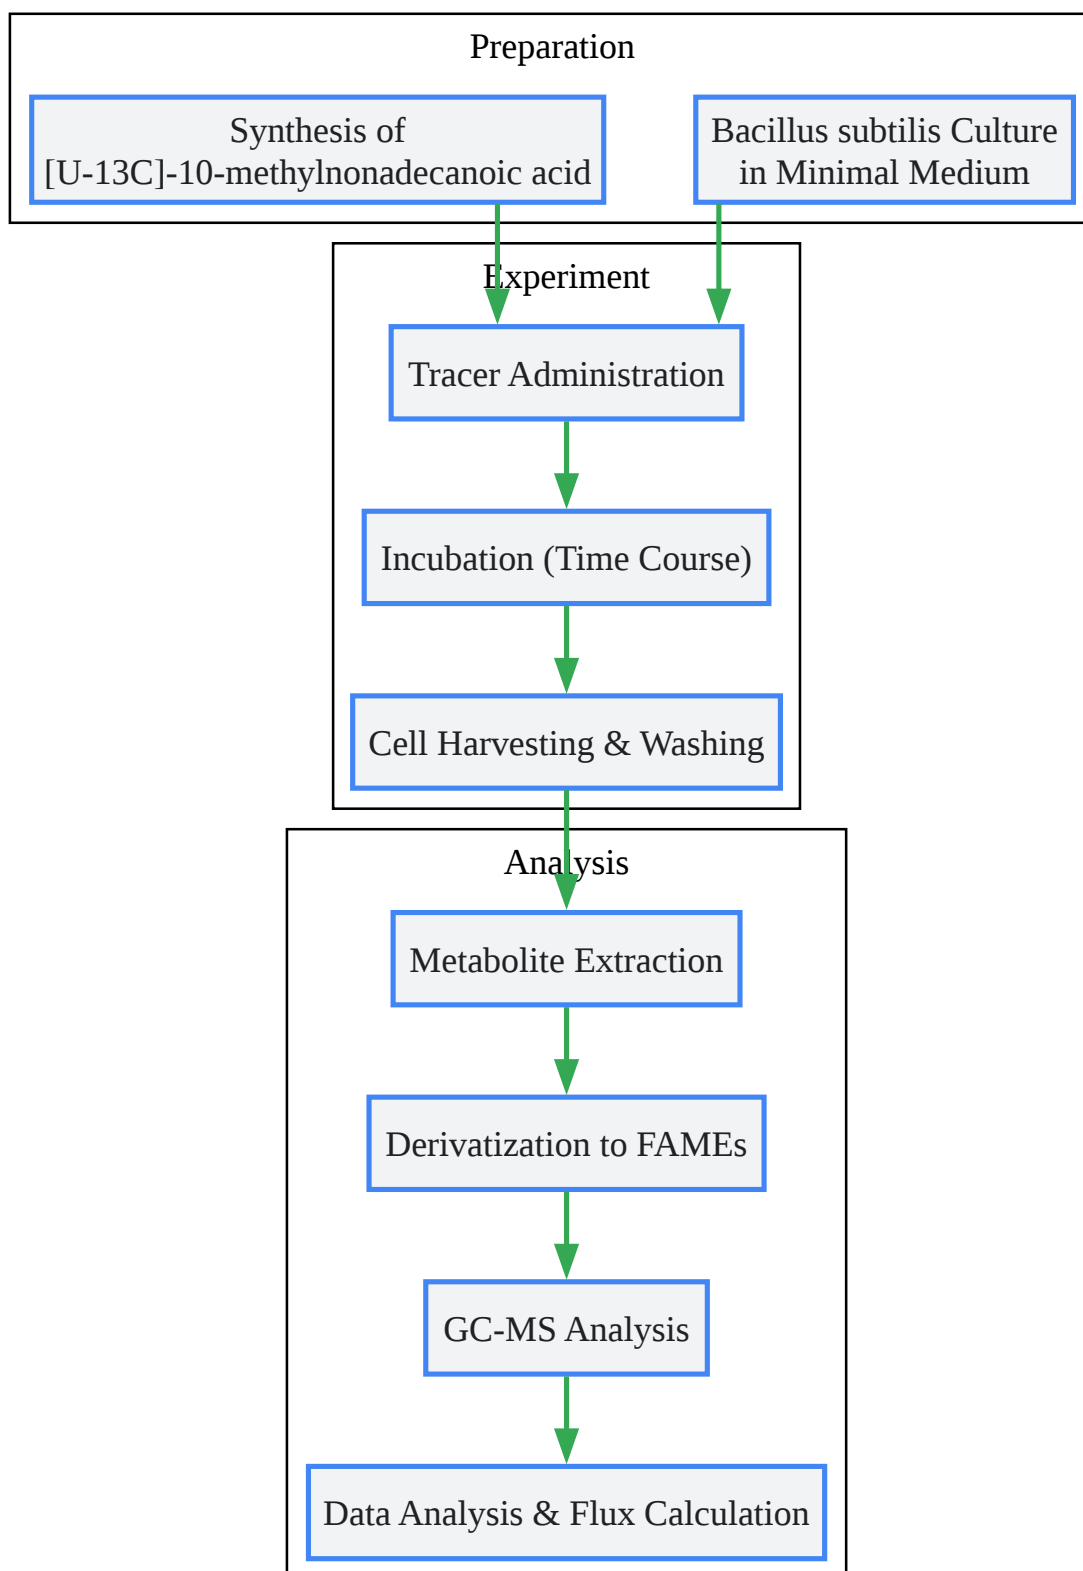 Preparation
Synthesis of
[U-13C]-10-methylnonadecanoic acid
Bacillus subtilis Culture
in Minimal Medium
Experiment
Tracer Administration
Incubation (Time Course)
Cell Harvesting & Washing
Analysis
Metabolite Extraction
Derivatization to FAMEs
GC-MS Analysis
Data Analysis & Flux Calculation